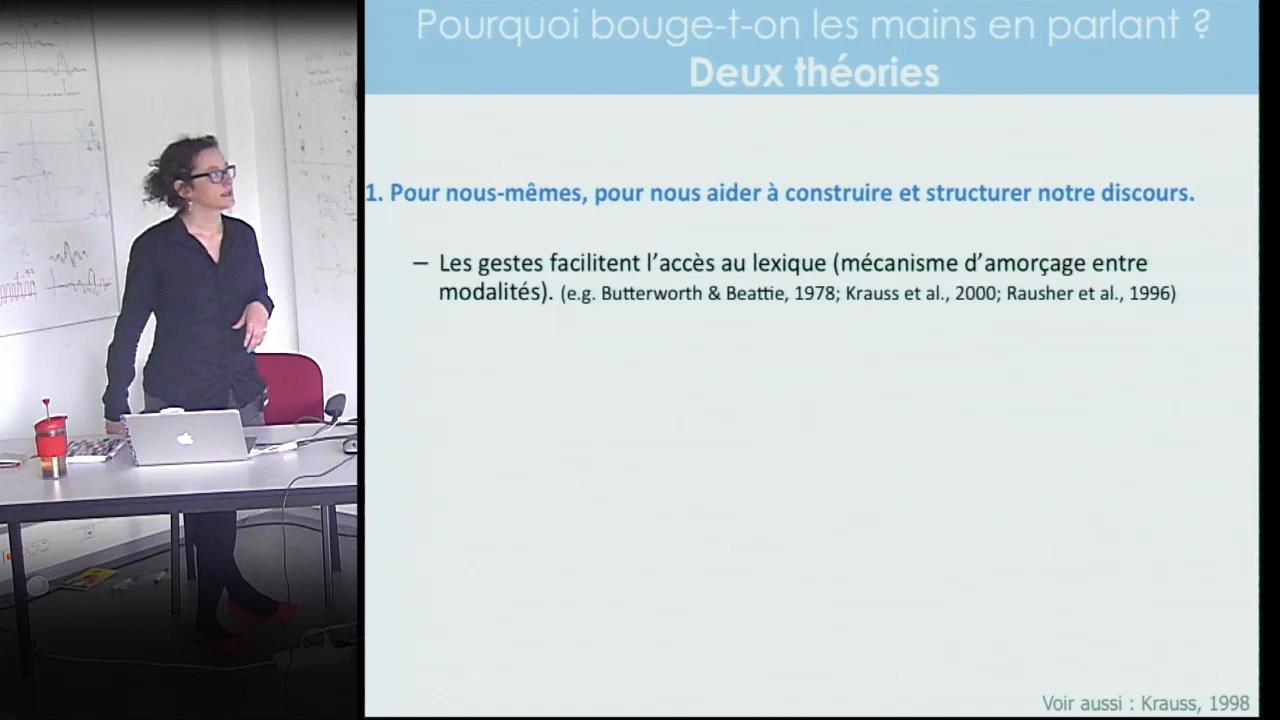 Pourquoi bouge-t-on les mains en parlant ?
Deux théories
1. Pour nous-mêmes, pour nous aider à construire et structurer notre discours.
– Les gestes facilitent l’accès au lexique (mécanisme d’amorçage entre
modalités). (e.g. Butterworth & Beattie, 1978; Krauss et al., 2000; Rausher et al., 1996)
Voir aussi : Krauss, 1998